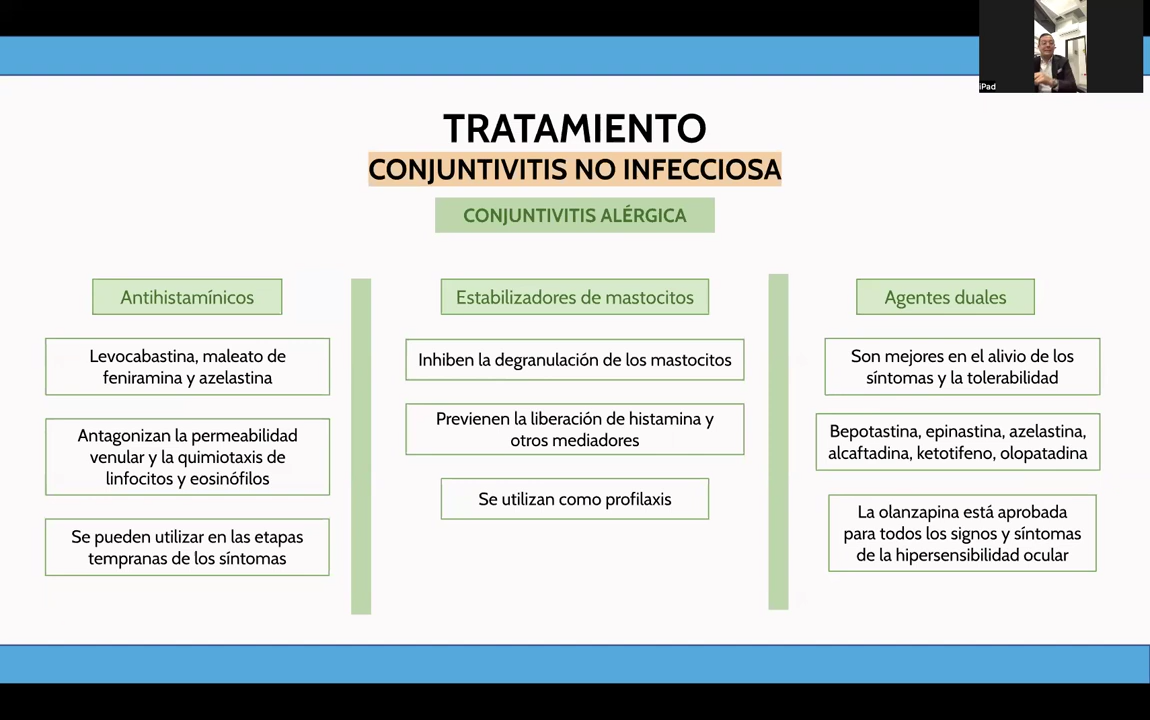 iPad
TRATAMIENTO
CONJUNTIVITIS NO INFECCIOSA
CONJUNTIVITIS ALÉRGICA
Antihistamínicos
Levocabastina, maleato de
feniramina y azelastina
Antagonizan la permeabilidad
venular y la quimiotaxis de
linfocitos y eosinófilos
Se pueden utilizar en las etapas
tempranas de los síntomas
Estabilizadores de mastocitos
Inhiben la degranulación de los mastocitos
Previenen la liberación de histamina y
otros mediadores
Se utilizan como profilaxis
Agentes duales
Son mejores en el alivio de los
síntomas y la tolerabilidad
Bepotastina, epinastina, azelastina,
alcaftadina, ketotifeno, olopatadina
La olanzapina está aprobada
para todos los signos y síntomas
de la hipersensibilidad ocular